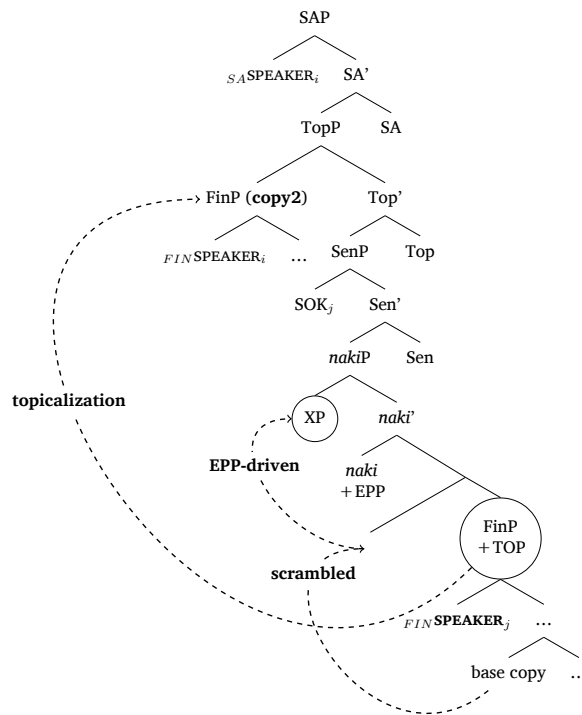 SAP
SASPEAKERi SA’
TopP SA
FinP (copy2) Top’
FINSPEAKERi ... SenP Top
SOKj Sen’
nakiP Sen
topicalization
XP naki’
EPP-driven
naki
+EPP
FinP
+TOP
scrambled
FINSPEAKERj ...
base copy ..